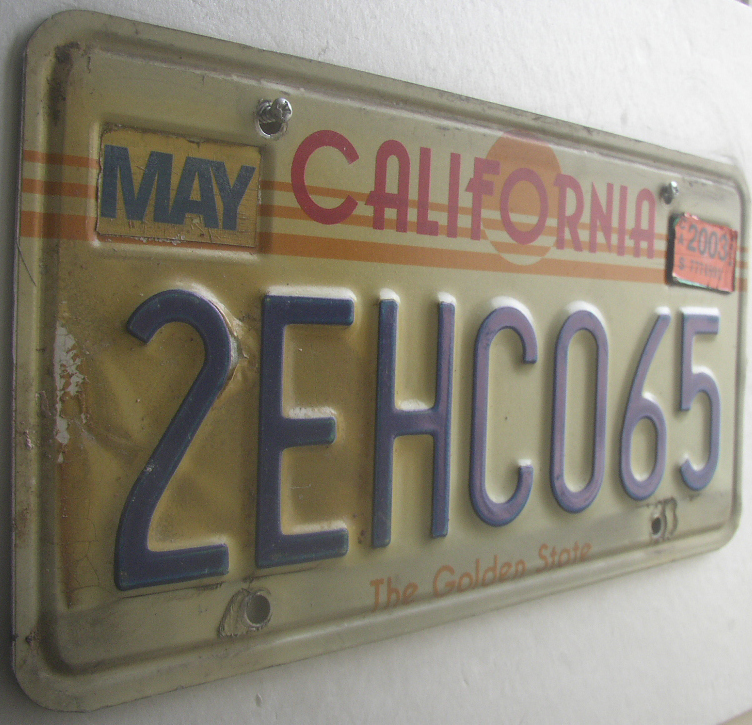 MAY
CALIFORNIA
2003
2EHC065
The Golden State